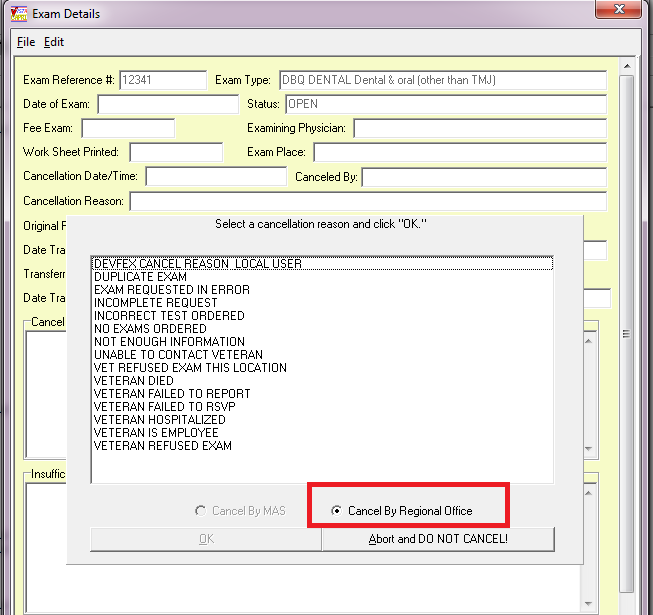 Exam Details
File Edit
Exam Reference #: 12341 Exam Type: DBQ DENTAL Dental & oral (other than TMJ)
Date of Exam: Status: OPEN
Fee Exam: Examining Physician:
Work Sheet Printed: Exam Place:
Cancellation Date/Time: Canceled By:
Cancellation Reason:
Original
Date Tra
Transferr
Date Tra
Cancel
Insuffic
Select a cancellation reason and click "OK."
DEVFEX CANCEL REASON LOCAL USER
DUPLICATE EXAM
EXAM REQUESTED IN ERROR
INCOMPLETE REQUEST
INCORRECT TEST ORDERED
NO EXAMS ORDERED
NOT ENOUGH INFORMATION
UNABLE TO CONTACT VETERAN
VET REFUSED EXAM THIS LOCATION
VETERAN DIED
VETERAN FAILED TO REPORT
VETERAN FAILED TO RSVP
VETERAN HOSPITALIZED
VETERAN IS EMPLOYEE
VETERAN REFUSED EXAM
Cancel By MAS Cancel By Regional Office
OK Abort and DO NOT CANCEL!